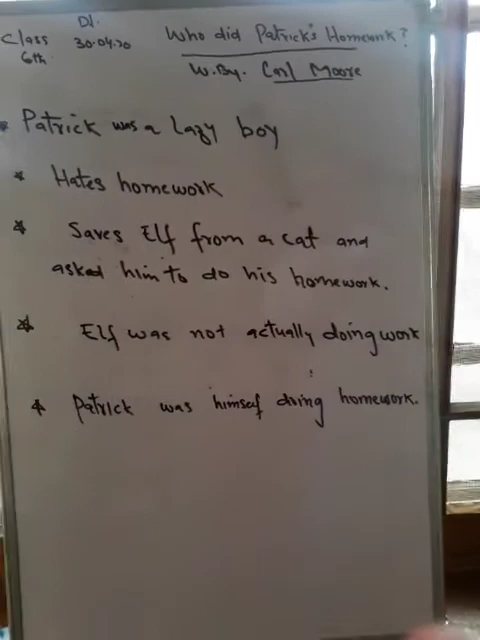 Class 6th
Dt. 30.04.20
Who did Patrick's Homework?
W.By. Carl Moore
* Patrick was a Lazy boy
* Hates homework
* Saves Elf from a cat and
asked him to do his homework.
* Elf was not actually doing work
* Patrick was himself doing homework.